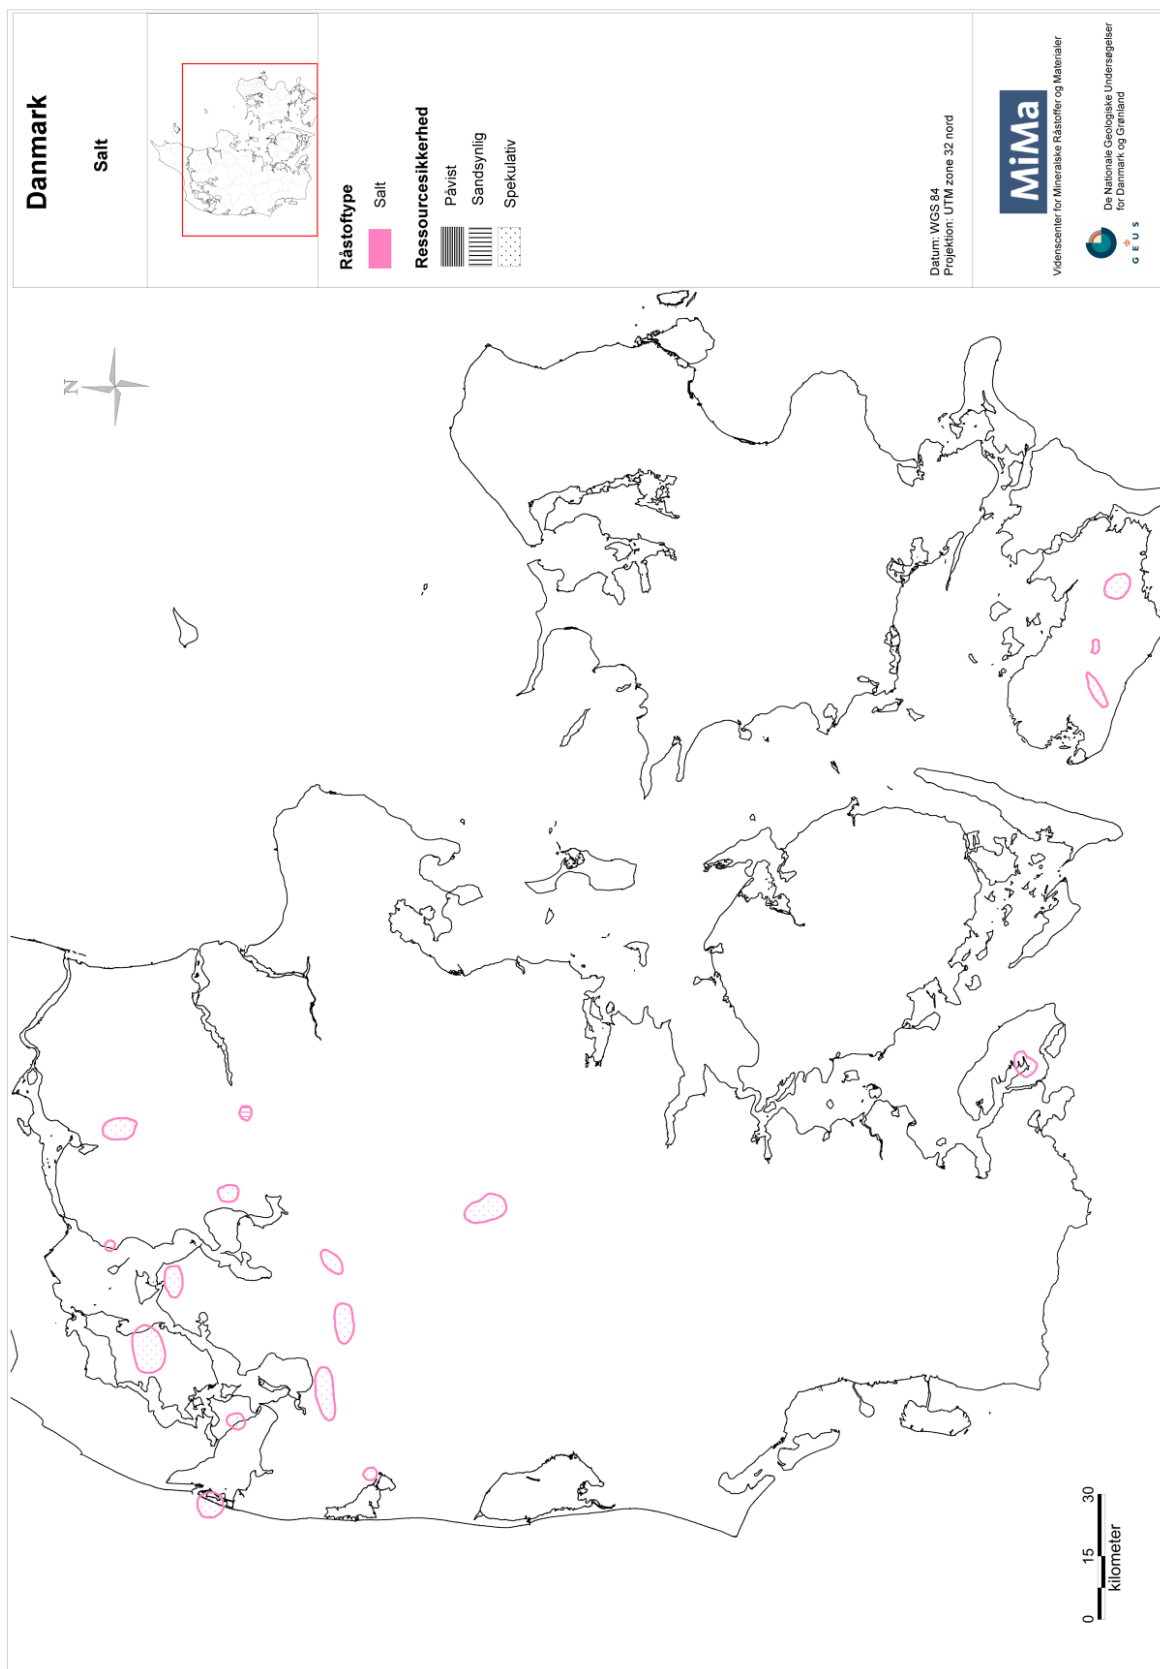 Danmark
Salt
Råstoftype
Salt
Ressourcesikkerhed
Påvist
Sandsynlig
Spekulativ
Datum: WGS 84
Projektion: UTM zone 32 nord
MiMa
Videnscenter for Mineralske Råstoffer og Materialer
G E U S
De Nationale Geologiske Undersøgelser
for Danmark og Grønland
N
0 15 30
kilometer